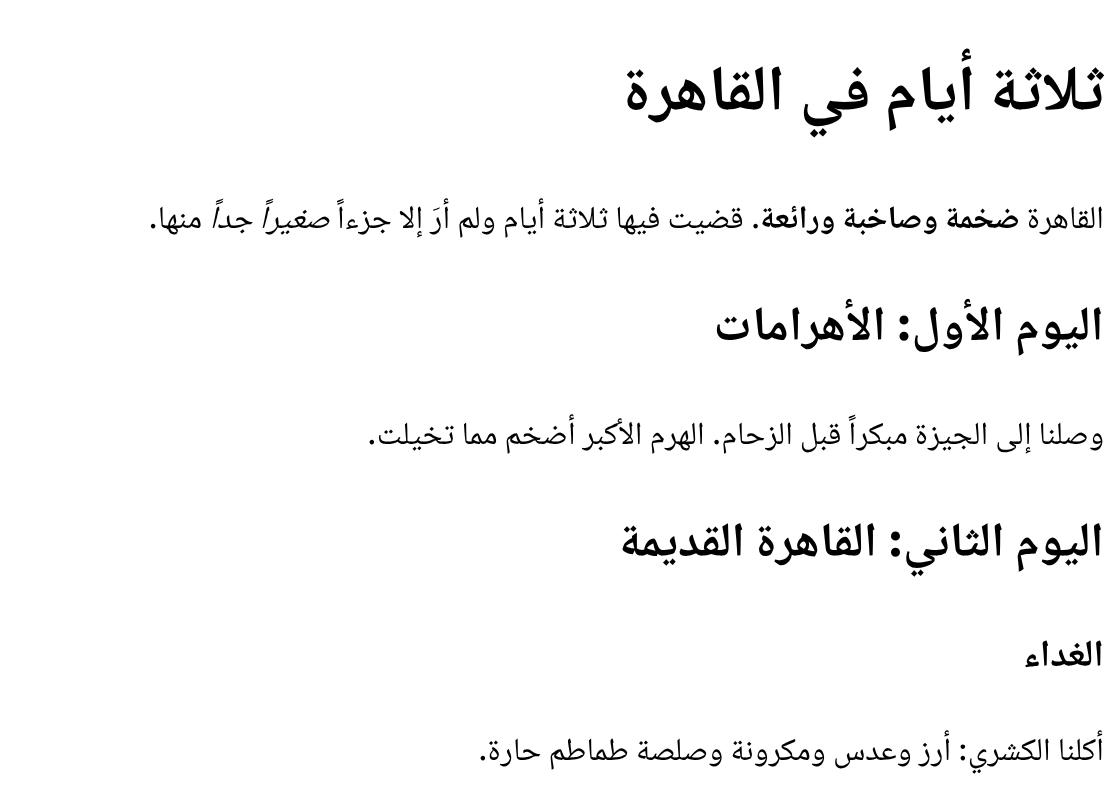 ثلاثة أيام في القاهرة
القاهرة ضخمة وصاخبة ورائعة. قضيت فيها ثلاثة أيام ولم أرَ إلا جزءاً صغيراً جداً منها.
اليوم الأول: الأهرامات
وصلنا إلى الجيزة مبكراً قبل الزحام. الهرم الأكبر أضخم مما تخيلت.
اليوم الثاني: القاهرة القديمة
الغداء
أكلنا الكشري: أرز وعدس ومكرونة وصلصة طماطم حارة.